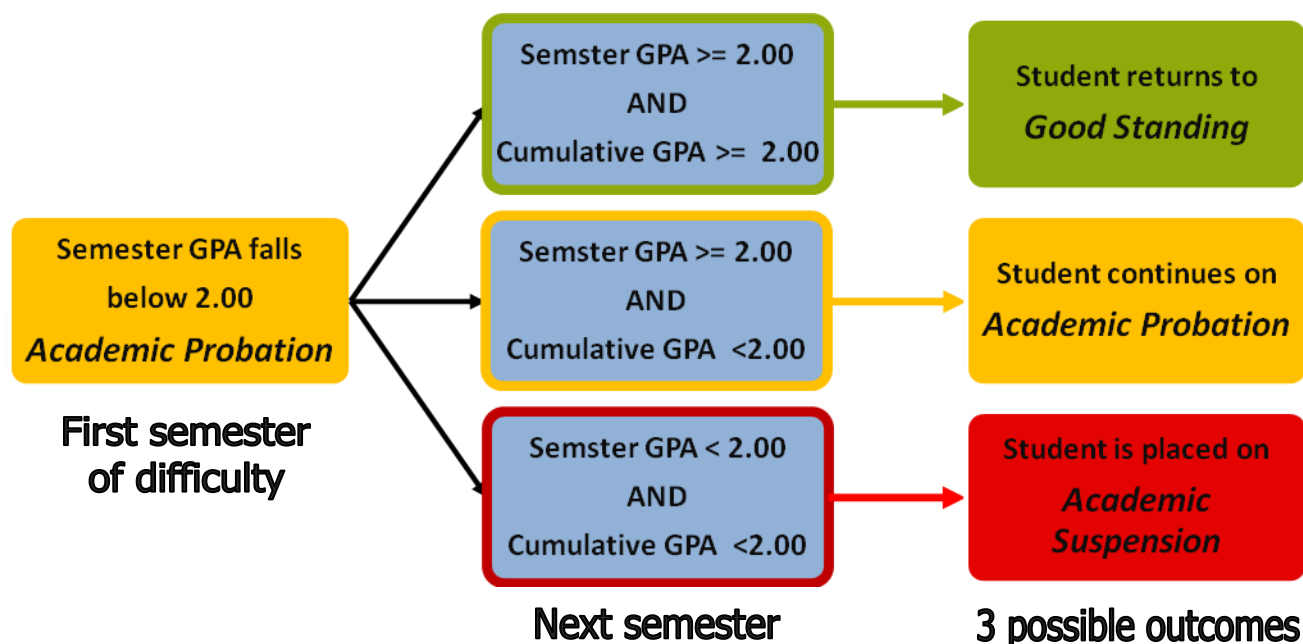 Semester GPA falls
below 2.00
Academic Probation
First semester
of difficulty
Semster GPA >= 2.00
AND
Cumulative GPA >= 2.00
Semster GPA >= 2.00
AND
Cumulative GPA <2.00
Semster GPA < 2.00
AND
Cumulative GPA <2.00
Next semester
Student returns to
Good Standing
Student continues on
Academic Probation
Student is placed on
Academic
Suspension
3 possible outcomes